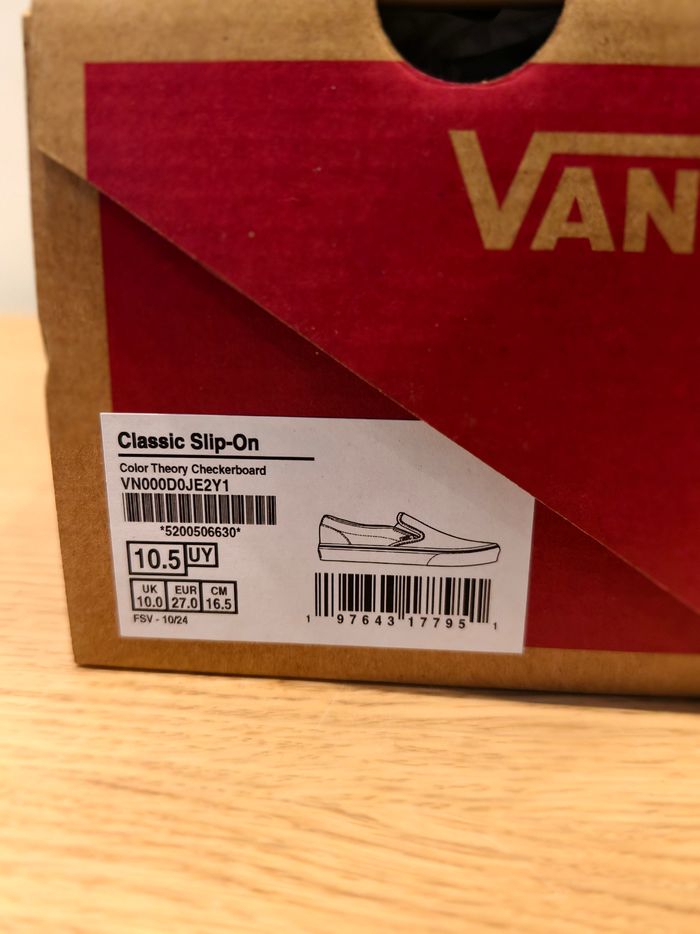 VAN
Classic Slip-On
Color Theory Checkerboard
VN000D0JE2Y1
*5200506630*
10.5 UY
UK EUR CM
10.0 27.0 16.5
FSV - 10/24
1 97643 17795 1